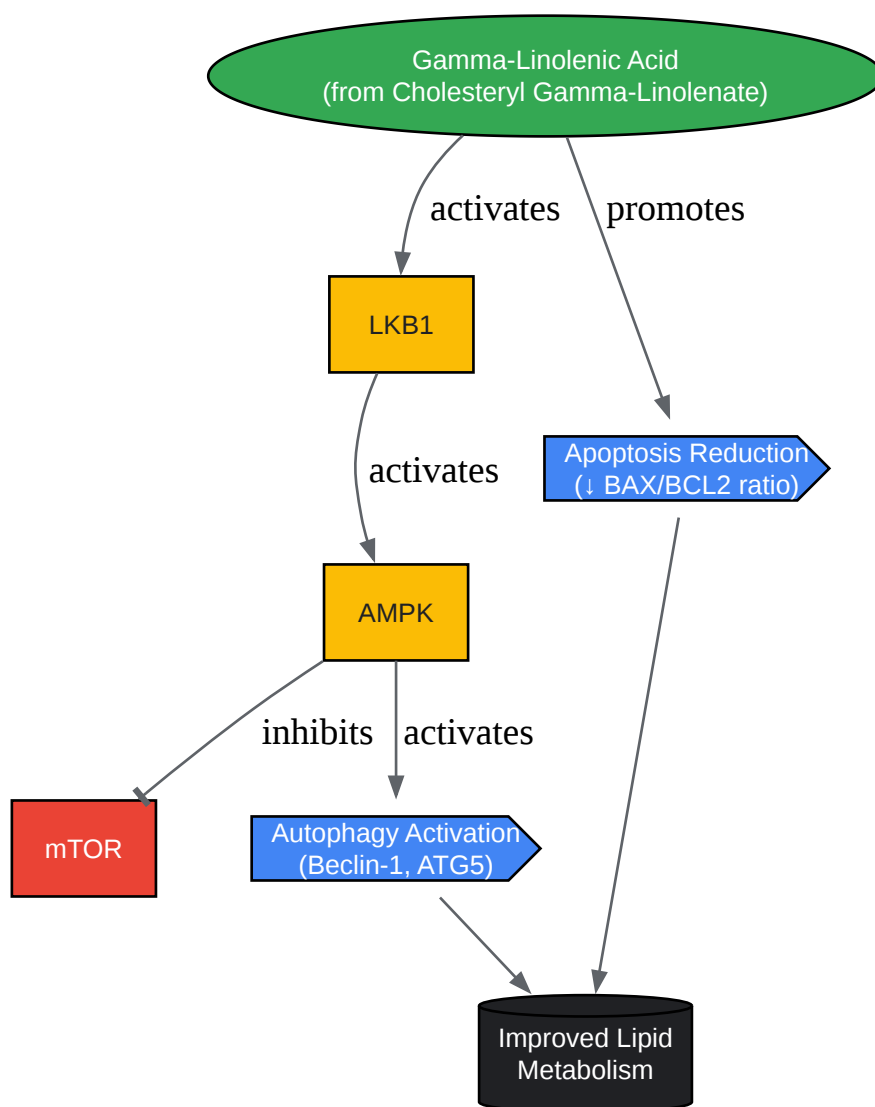 Gamma-Linolenic Acid
(from Cholesteryl Gamma-Linolenate)
activates
promotes
LKB1
activates
Apoptosis Reduction
(↓ BAX/BCL2 ratio)
AMPK
inhibits
activates
mTOR
Autophagy Activation
(Beclin-1, ATG5)
Improved Lipid
Metabolism